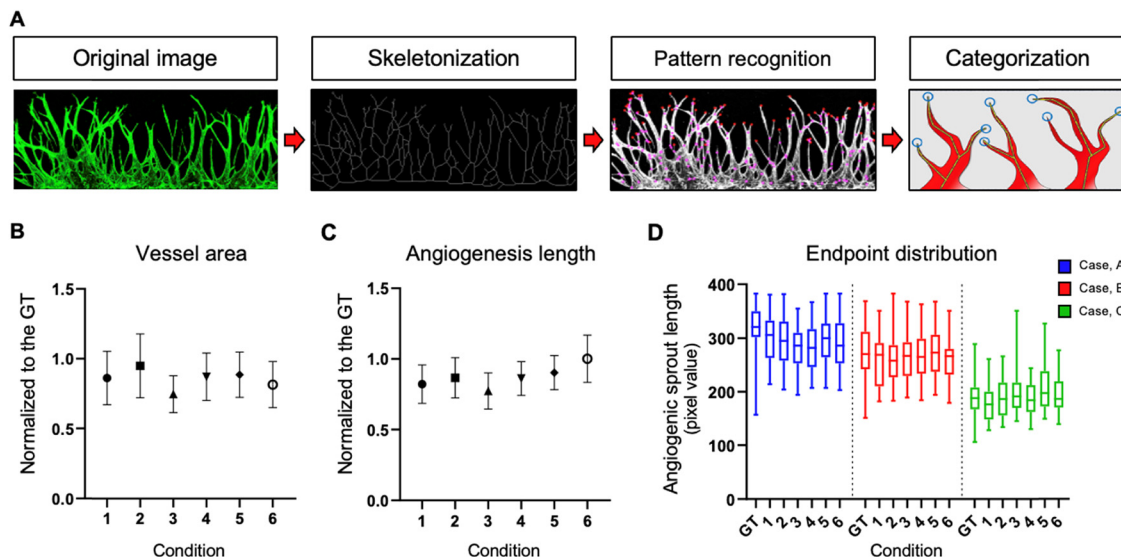 A
Original image
Skeletonization
Pattern recognition
Categorization
B
Vessel area
Normalized to the GT
1.5
1.0
0.5
0.0
1 2 3 4 5 6
Condition
C
Angiogenesis length
Normalized to the GT
1.5
1.0
0.5
0.0
1 2 3 4 5 6
Condition
D
Endpoint distribution
Angiogenic sprout length
(pixel value)
400
300
200
100
0
GT 1 2 3 4 5 6 GT 1 2 3 4 5 6 GT 1 2 3 4 5 6
Condition
Case, A
Case,
Case,